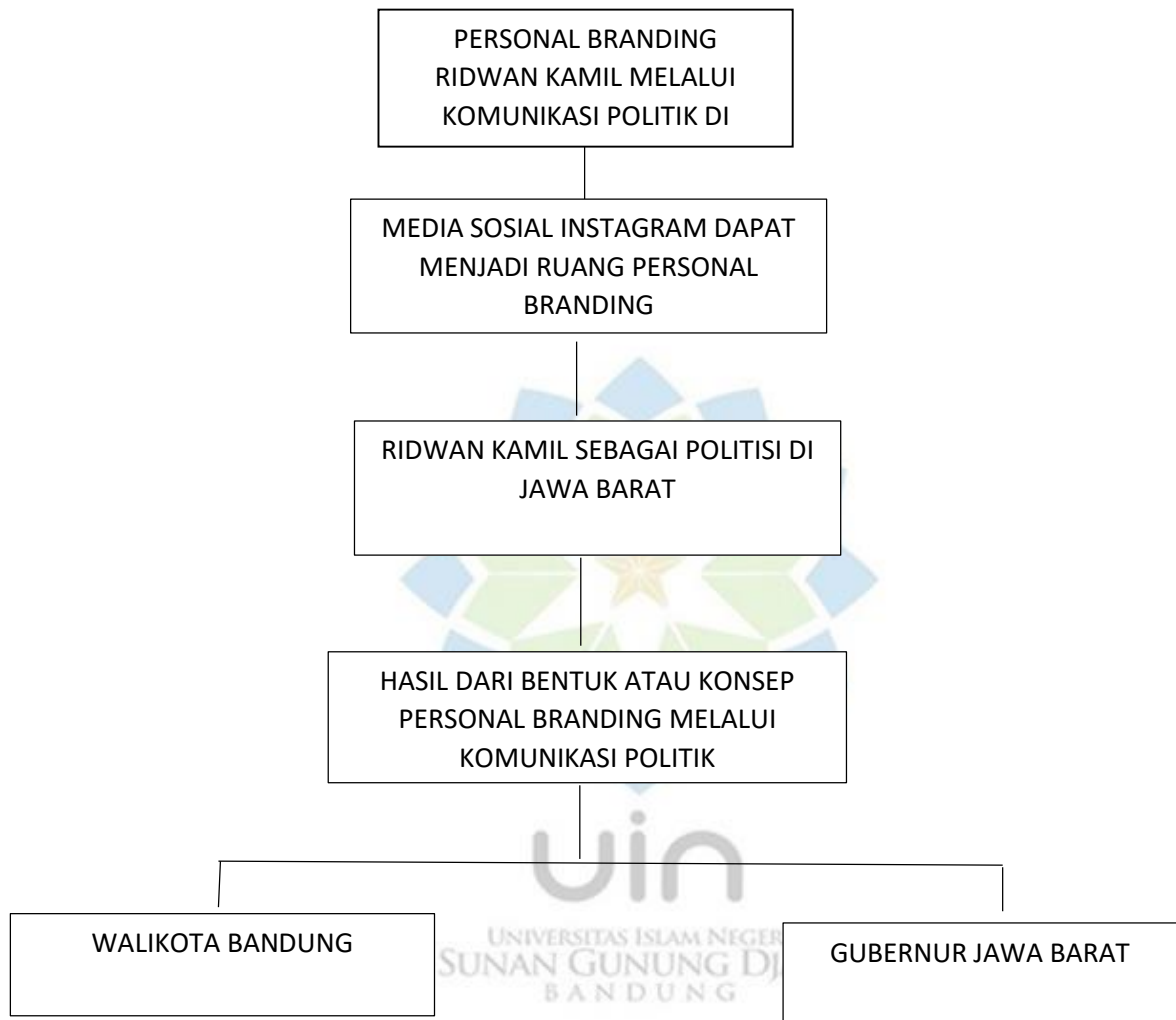 PERSONAL BRANDING
RIDWAN KAMIL MELALUI
KOMUNIKASI POLITIK DI
MEDIA SOSIAL INSTAGRAM DAPAT
MENJADI RUANG PERSONAL
BRANDING
RIDWAN KAMIL SEBAGAI POLITISI DI
JAWA BARAT
HASIL DARI BENTUK ATAU KONSEP
PERSONAL BRANDING MELALUI
KOMUNIKASI POLITIK
uin
UNIVERSITAS ISLAM NEGER
SUNAN GUNUNG DJ
BANDUNG
WALIKOTA BANDUNG
GUBERNUR JAWA BARAT